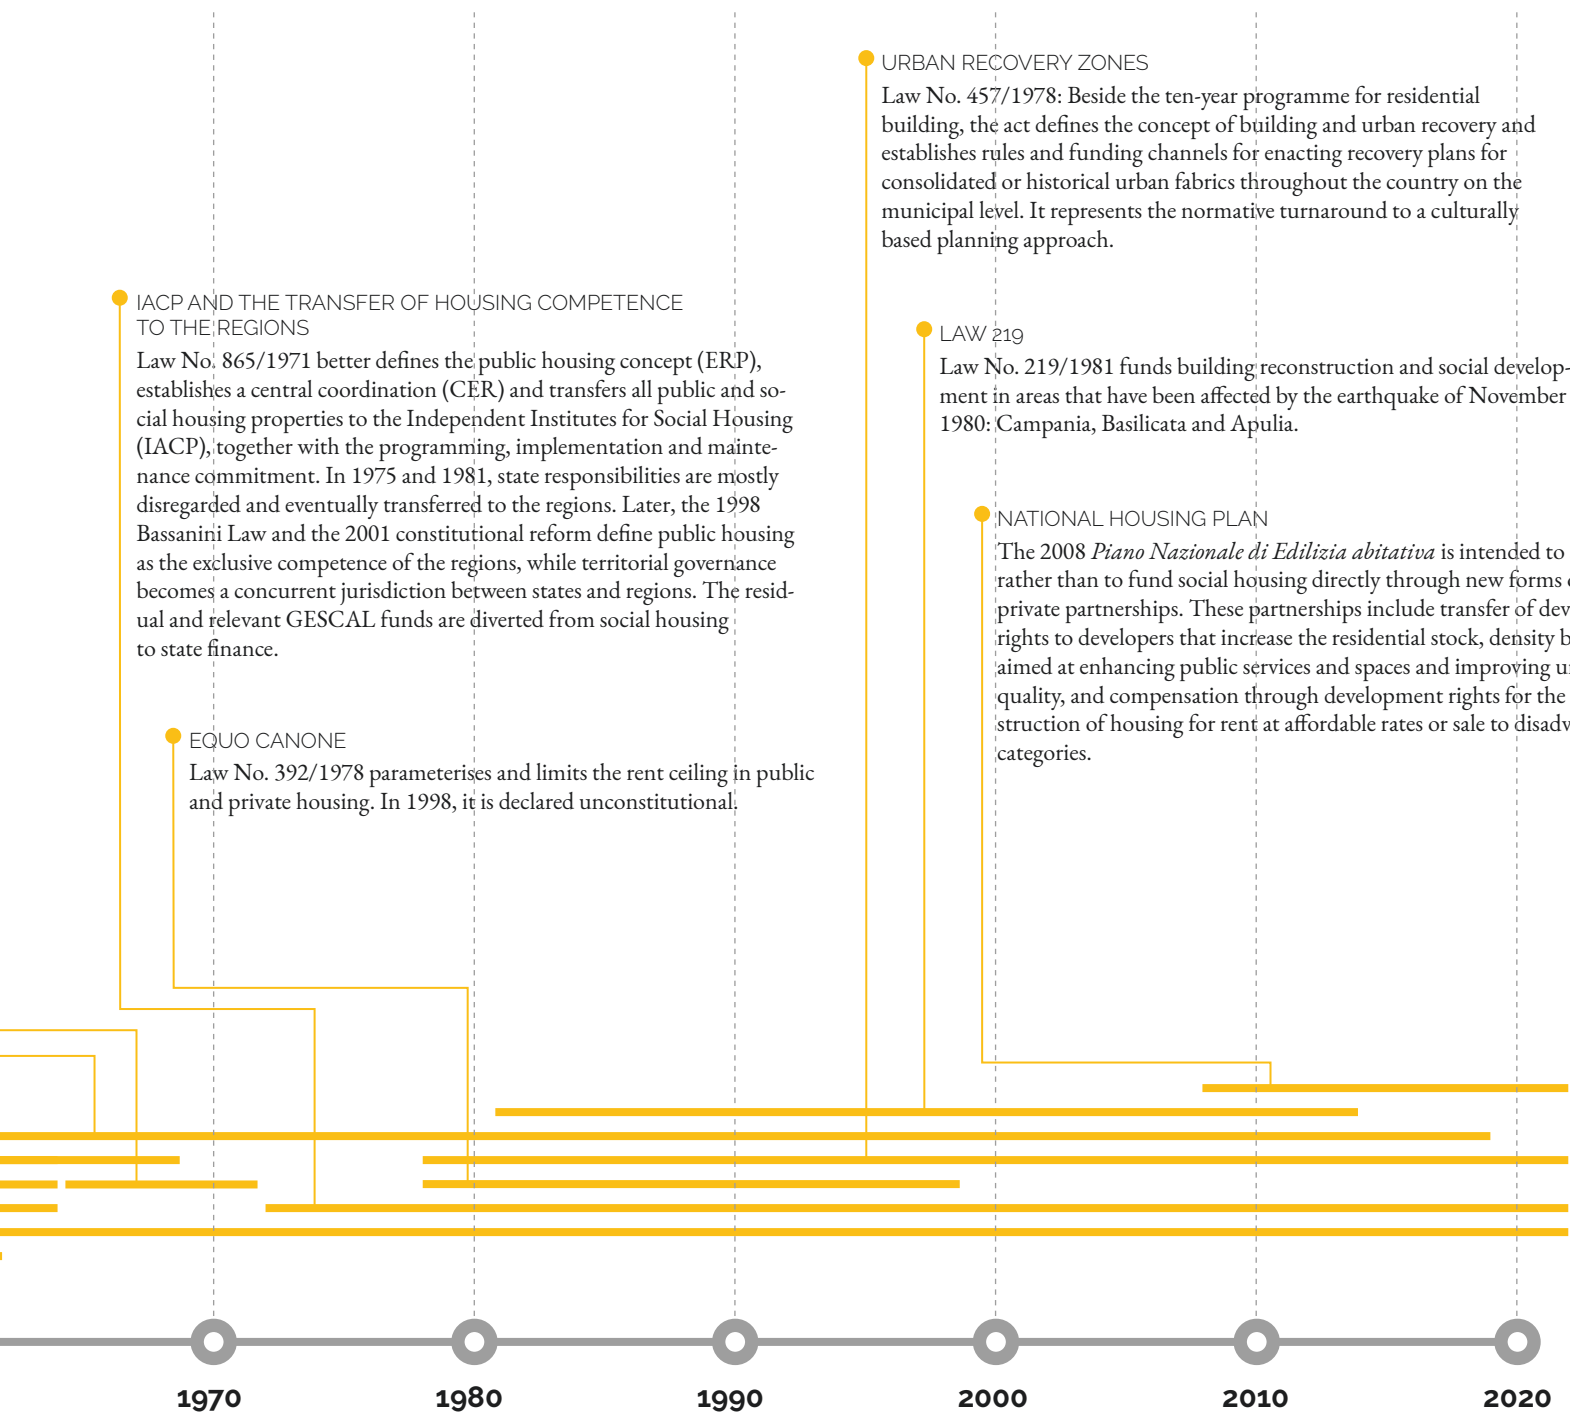 URBAN RECOVERY ZONES
Law No. 457/1978: Beside the ten-year programme for residential
building, the act defines the concept of building and urban recovery and
establishes rules and funding channels for enacting recovery plans for
consolidated or historical urban fabrics throughout the country on the
municipal level. It represents the normative turnaround to a culturally
based planning approach.
IACP AND THE TRANSFER OF HOUSING COMPETENCE
TO THE REGIONS
Law No. 865/1971 better defines the public housing concept (ERP),
establishes a central coordination (CER) and transfers all public and so-
cial housing properties to the Independent Institutes for Social Housing
(IACP), together with the programming, implementation and mainte-
nance commitment. In 1975 and 1981, state responsibilities are mostly
disregarded and eventually transferred to the regions. Later, the 1998
Bassanini Law and the 2001 constitutional reform define public housing
as the exclusive competence of the regions, while territorial governance
becomes a concurrent jurisdiction between states and regions. The resid-
ual and relevant GESCAL funds are diverted from social housing
to state finance.
LAW 219
Law No. 219/1981 funds building reconstruction and social develop-
ment in areas that have been affected by the earthquake of November
1980: Campania, Basilicata and Apulia.
NATIONAL HOUSING PLAN
The 2008 Piano Nazionale di Edilizia abitativa is intended to
rather than to fund social housing directly through new forms
private partnerships. These partnerships include transfer of
rights to developers that increase the residential stock, density
aimed at enhancing public services and spaces and improving
quality, and compensation through development rights for the
struction of housing for rent at affordable rates or sale to
categories.
EQUO CANONE
Law No. 392/1978 parameterises and limits the rent ceiling in public
and private housing. In 1998, it is declared unconstitutional.
1970 1980 1990 2000 2010 2020